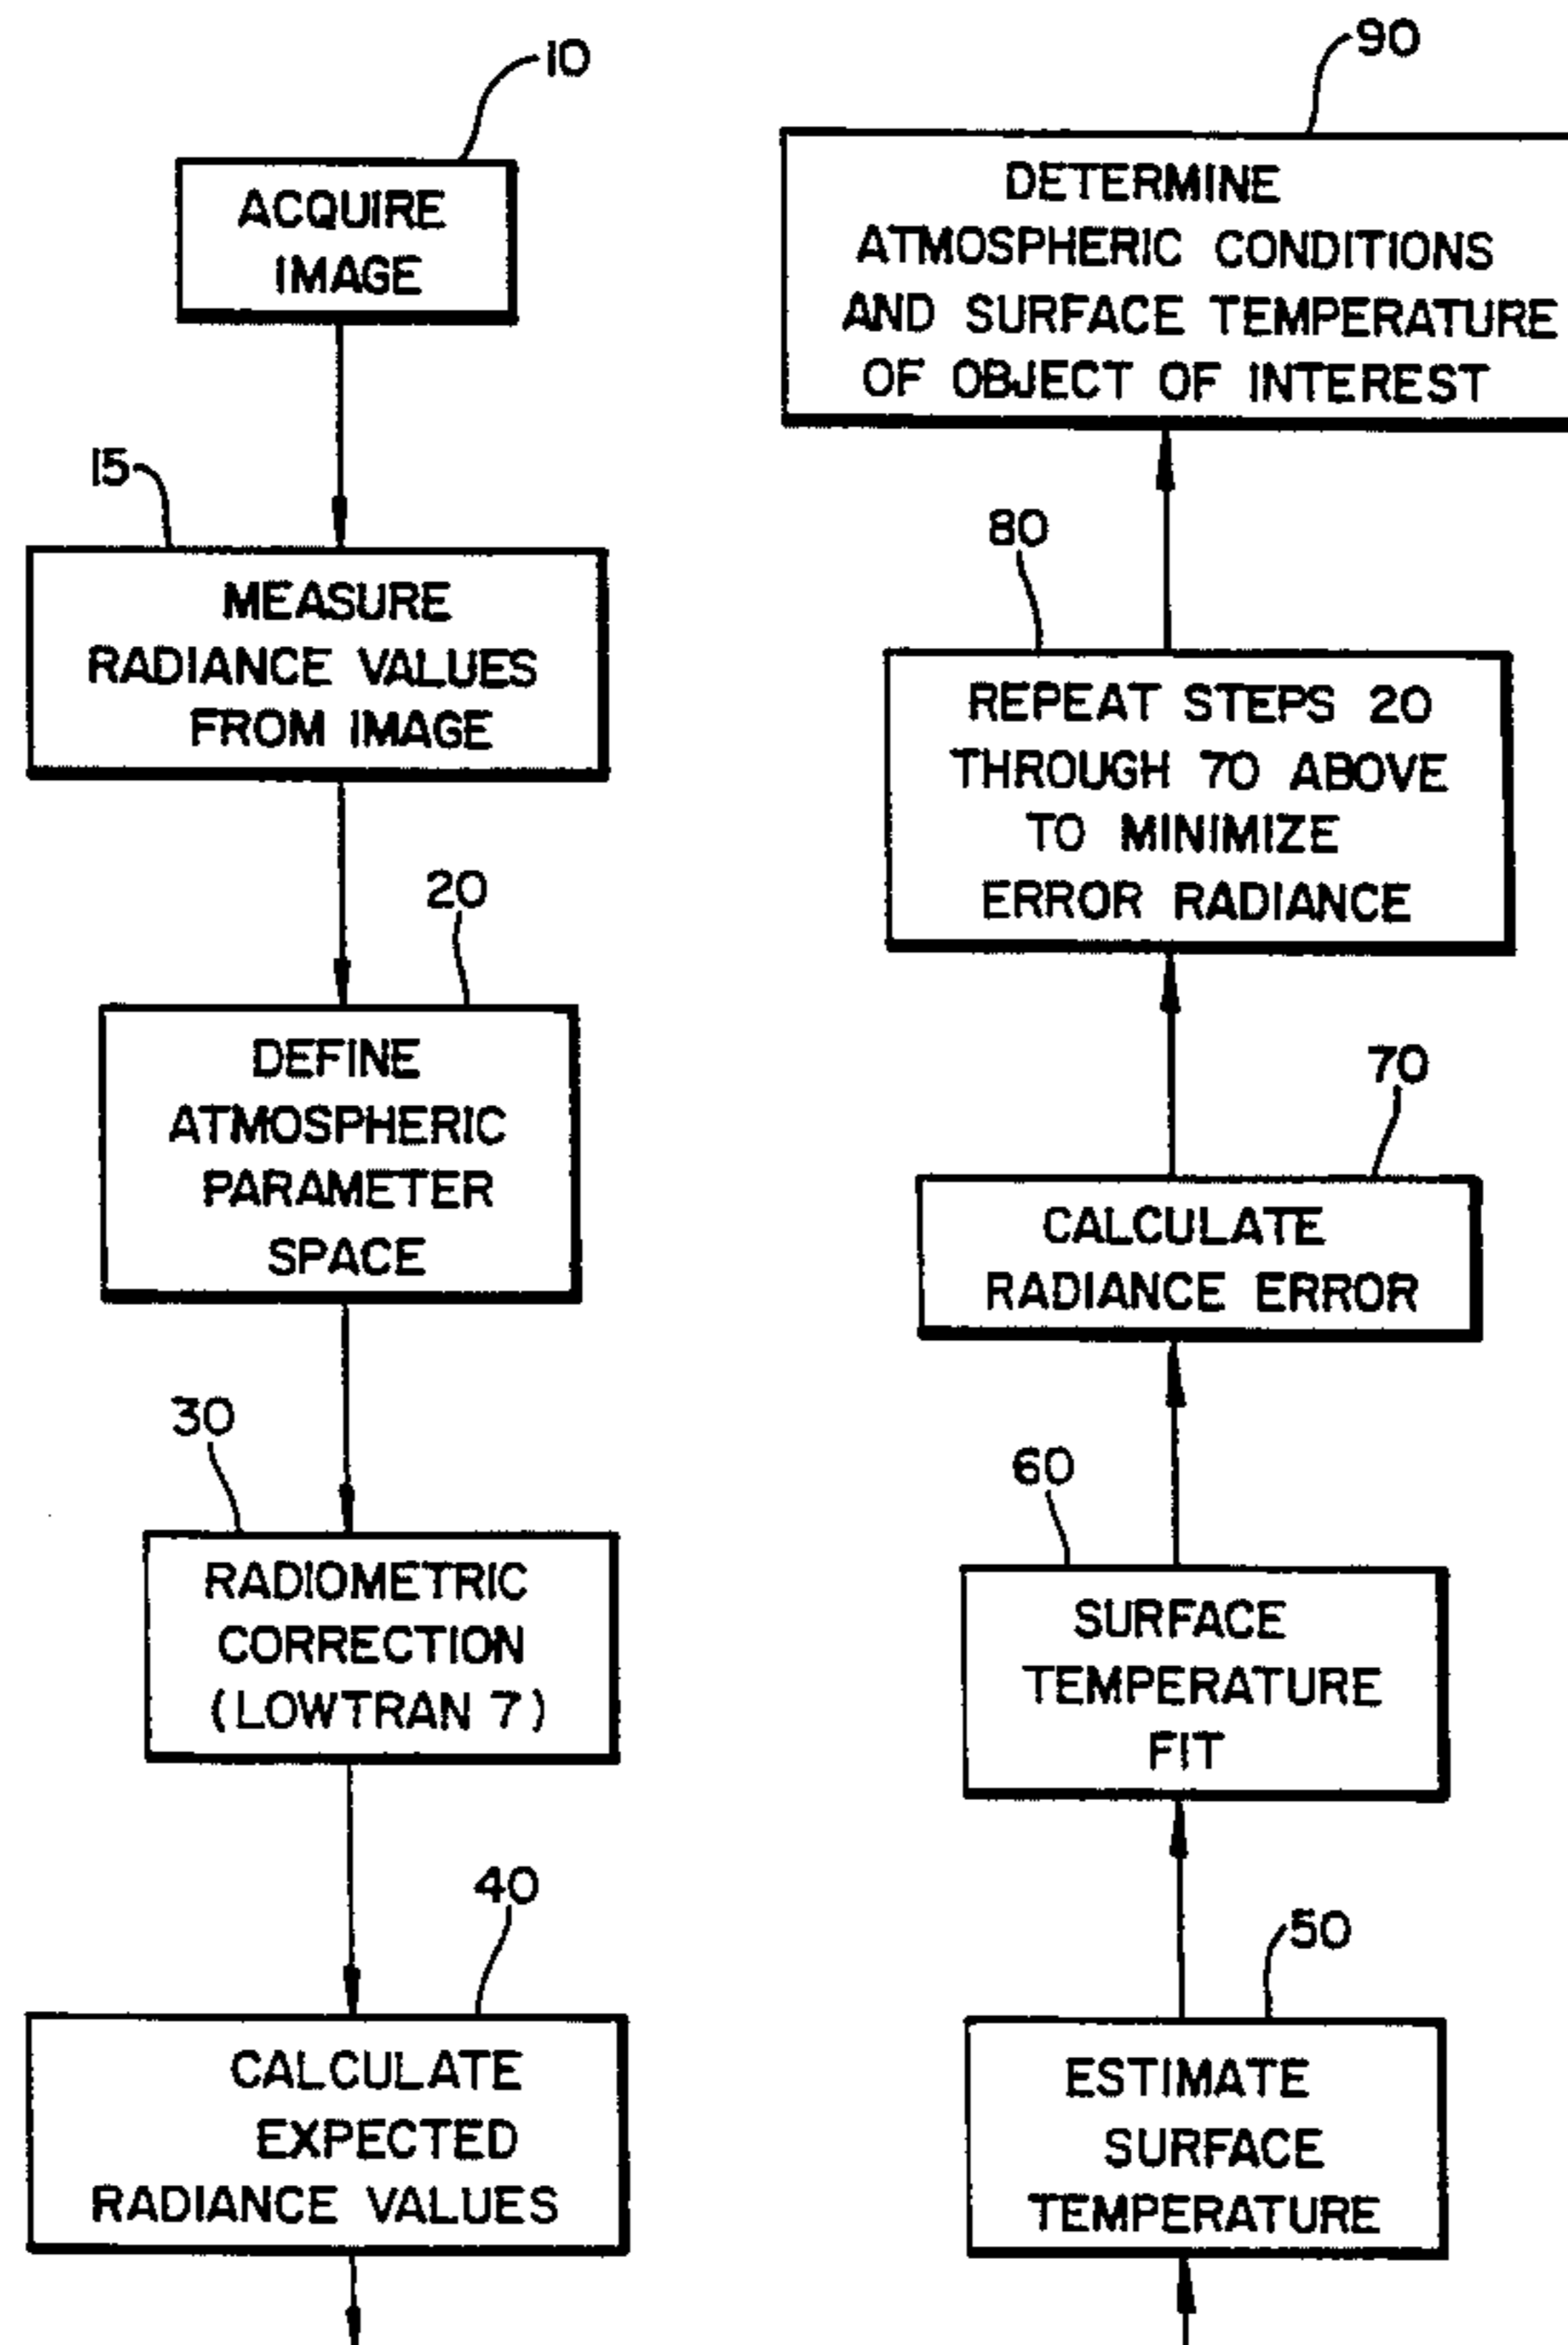 10
ACQUIRE
IMAGE
15
MEASURE
RADIANCE VALUES
FROM IMAGE
20
DEFINE
ATMOSPHERIC
PARAMETER
SPACE
30
RADIOMETRIC
CORRECTION
(LOWTRAN 7)
40
CALCULATE
EXPECTED
RADIANCE VALUES
90
DETERMINE
ATMOSPHERIC CONDITIONS
AND SURFACE TEMPERATURE
OF OBJECT OF INTEREST
80
REPEAT STEPS 20
THROUGH 70 ABOVE
TO MINIMIZE
ERROR RADIANCE
70
CALCULATE
RADIANCE ERROR
60
SURFACE
TEMPERATURE
FIT
50
ESTIMATE
SURFACE
TEMPERATURE